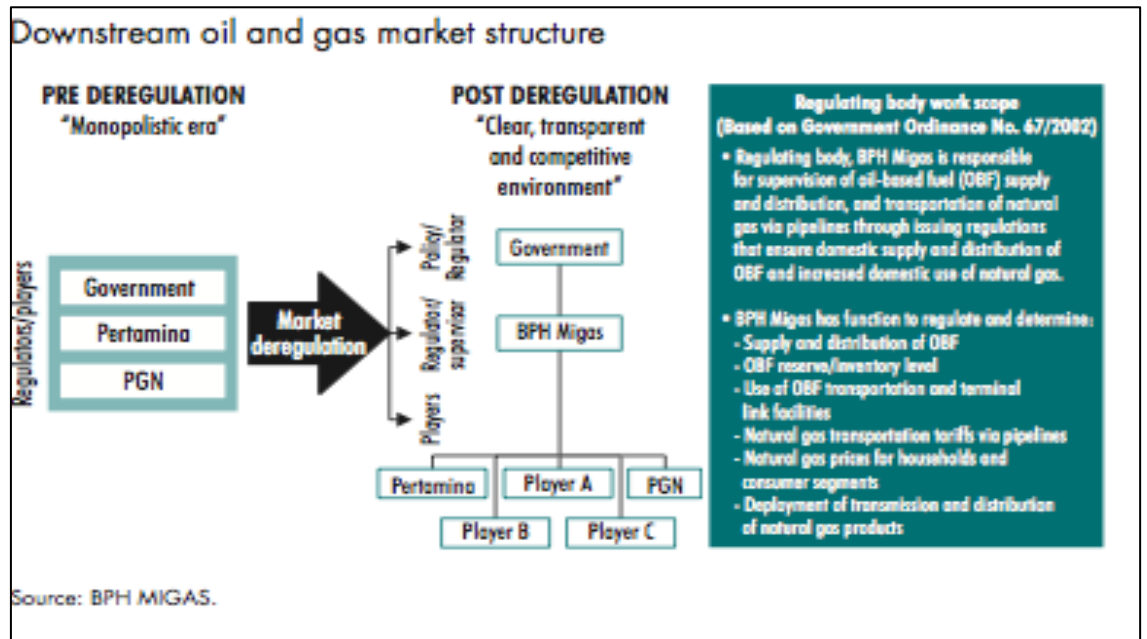 Downstream oil and gas market structure
PRE DEREGULATION
"Monopolistic era"
Regulators/players
Government
Pertamina
PGN
Market
deregulation
POST DEREGULATION
"Clear, transparent
and competitive
environment"
Policy/
Regulator
Government
Regulation/
supervisor
BPH Migas
Players
Pertamina
Player A
PGN
Player B
Player C
Regulating body work scope
(Based on Government Ordinance No. 67/2002)
• Regulating body, BPH Migas is responsible
for supervision of oil-based fuel (OBF) supply
and distribution, and transportation of natural
gas via pipelines through issuing regulations
that ensure domestic supply and distribution of
OBF and increased domestic use of natural gas.
• BPH Migas has function to regulate and determine:
- Supply and distribution of OBF
- OBF reserve/inventory level
- Use of OBF transportation and terminal
link facilities
- Natural gas transportation tariffs via pipelines
- Natural gas prices for households and
consumer segments
- Deployment of transmission and distribution
of natural gas products
Source: BPH MIGAS.